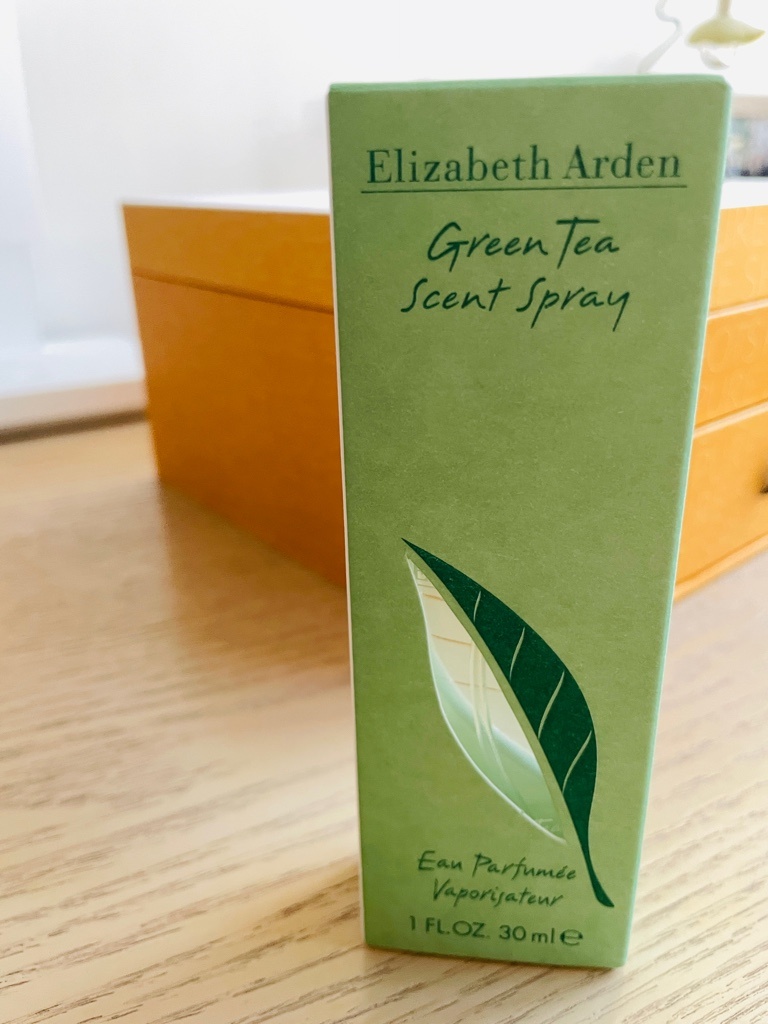 Elizabeth Arden
Green Tea
Scent Spray
Eau Parfumée
Vaporisateur
1 FL.OZ. 30 ml ℮